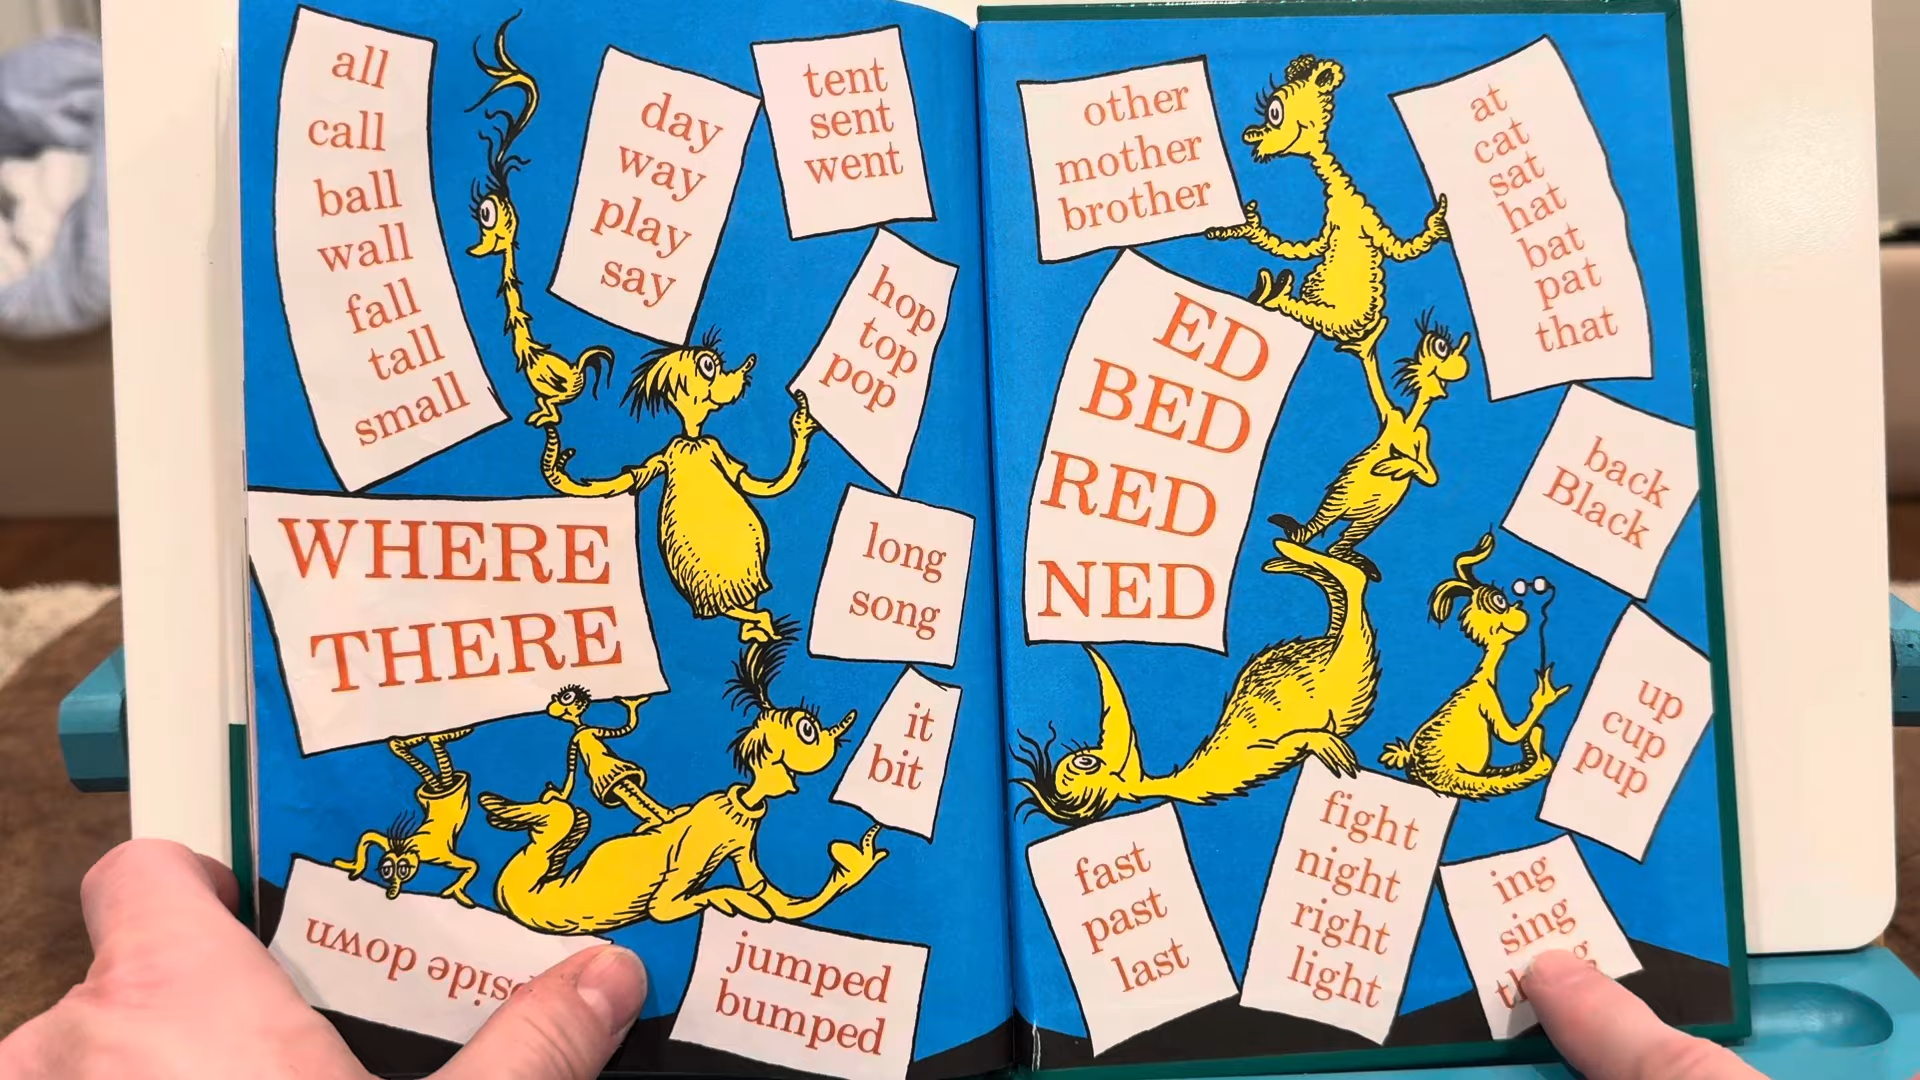 all
call
ball
wall
fall
tall
small
day
way
play
say
tent
sent
went
hop
top
pop
WHERE
THERE
long
song
it
bit
down
jumped
bumped
other
mother
brother
at
cat
sat
hat
bat
pat
that
ED
BED
RED
NED
back
Black
up
cup
pup
fast
past
last
fight
night
right
light
ing
sing